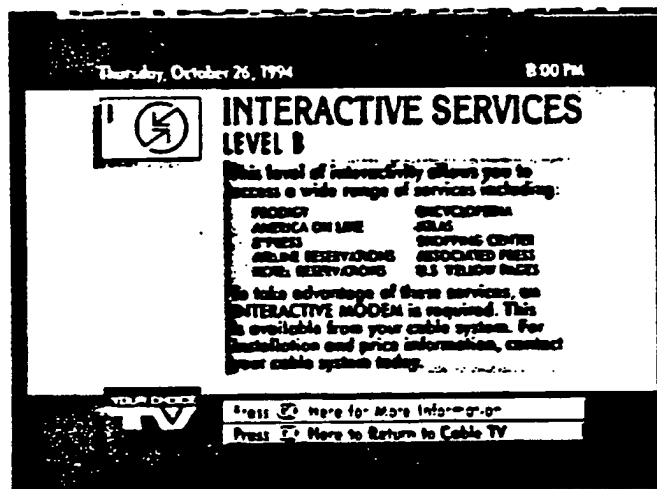 Thursday, October 26, 1994 8:00 PM
INTERACTIVE SERVICES
LEVEL B
This level of interactivity allows you to
access a wide range of services including:
PRODIGY ENCYCLOPEDIA
AMERICA ON LINE ATLAS
X*PRESS SHOPPING CENTER
AIRLINE RESERVATIONS ASSOCIATED PRESS
HOTEL RESERVATIONS U.S. YELLOW PAGES
To take advantage of these services, an
INTERACTIVE MODEM is required. This
is available from your cable system. For
installation and price information, contact
your cable system today.
YOUR CHOICE
TV
Press Here for More Information
Press Here to Return to Cable TV